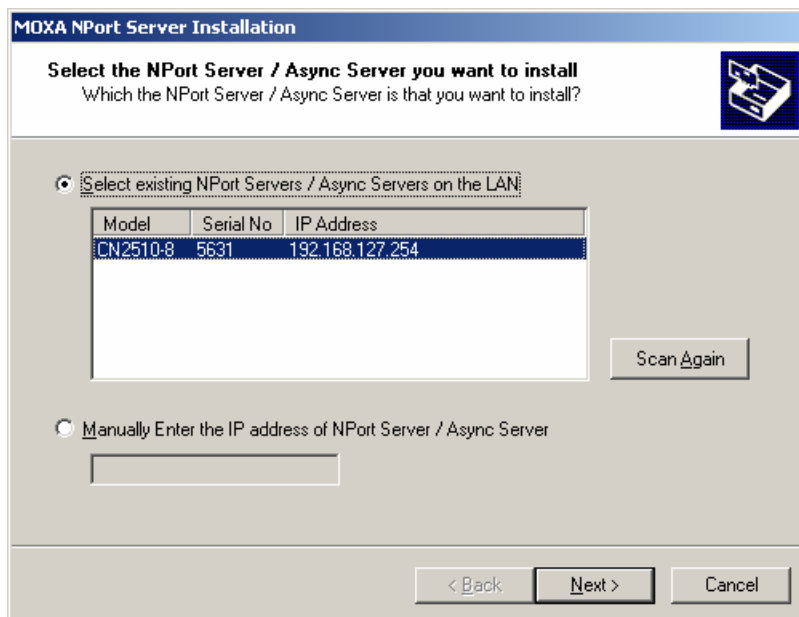 MOXA NPort Server Installation
Select the NPort Server / Async Server you want to install
Which the NPort Server / Async Server is that you want to install?
Select existing NPort Servers / Async Servers on the LAN
Model Serial No IP Address
CN2510-8 5631 192.168.127.254
Scan Again
Manually Enter the IP address of NPort Server / Async Server
< Back Next > Cancel